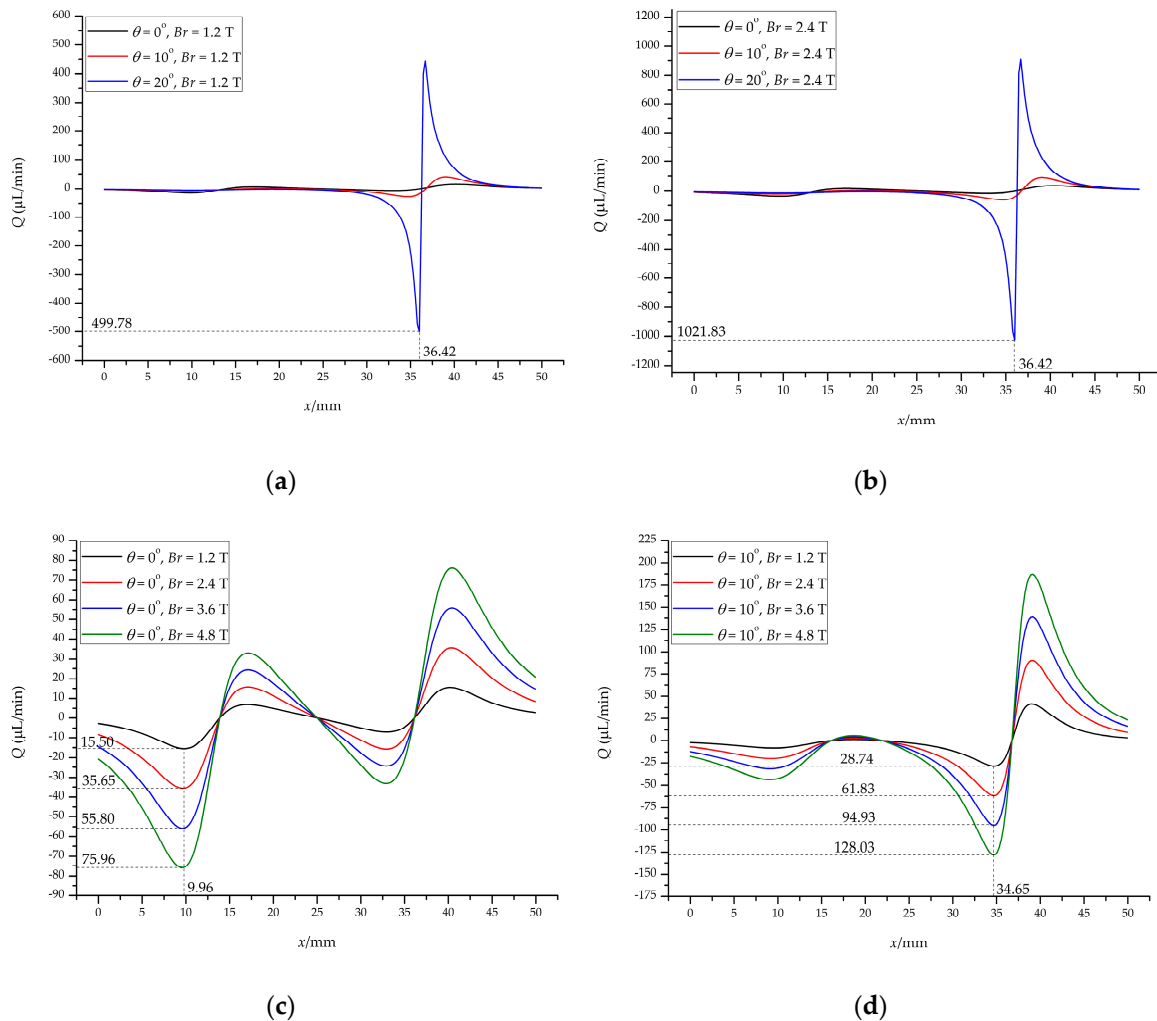 600
500
400
300
200
100
0
-100
-200
-300
-400
-500
-600
Q (µL/min)
θ = 0°, Br = 1.2 T
θ = 10°, Br = 1.2 T
θ = 20°, Br = 1.2 T
499.78
36.42
0 5 10 15 20 25 30 35 40 45 50
x/mm
(a)
1200
1000
800
600
400
200
0
-200
-400
-600
-800
-1000
-1200
Q (µL/min)
θ = 0°, Br = 2.4 T
θ = 10°, Br = 2.4 T
θ = 20°, Br = 2.4 T
1021.83
36.42
0 5 10 15 20 25 30 35 40 45 50
x/mm
(b)
90
80
70
60
50
40
30
20
10
0
-10
-20
-30
-40
-50
-60
-70
-80
-90
Q (µL/min)
θ = 0°, Br = 1.2 T
θ = 0°, Br = 2.4 T
θ = 0°, Br = 3.6 T
θ = 0°, Br = 4.8 T
15.50
35.65
55.80
75.96
9.96
0 5 10 15 20 25 30 35 40 45 50
x/mm
(c)
225
200
175
150
125
100
75
50
25
0
-25
-50
-75
-100
-125
-150
-175
Q (µL/min)
θ = 10°, Br = 1.2 T
θ = 10°, Br = 2.4 T
θ = 10°, Br = 3.6 T
θ = 10°, Br = 4.8 T
28.74
61.83
94.93
128.03
34.65
0 5 10 15 20 25 30 35 40 45 50
x/mm
(d)